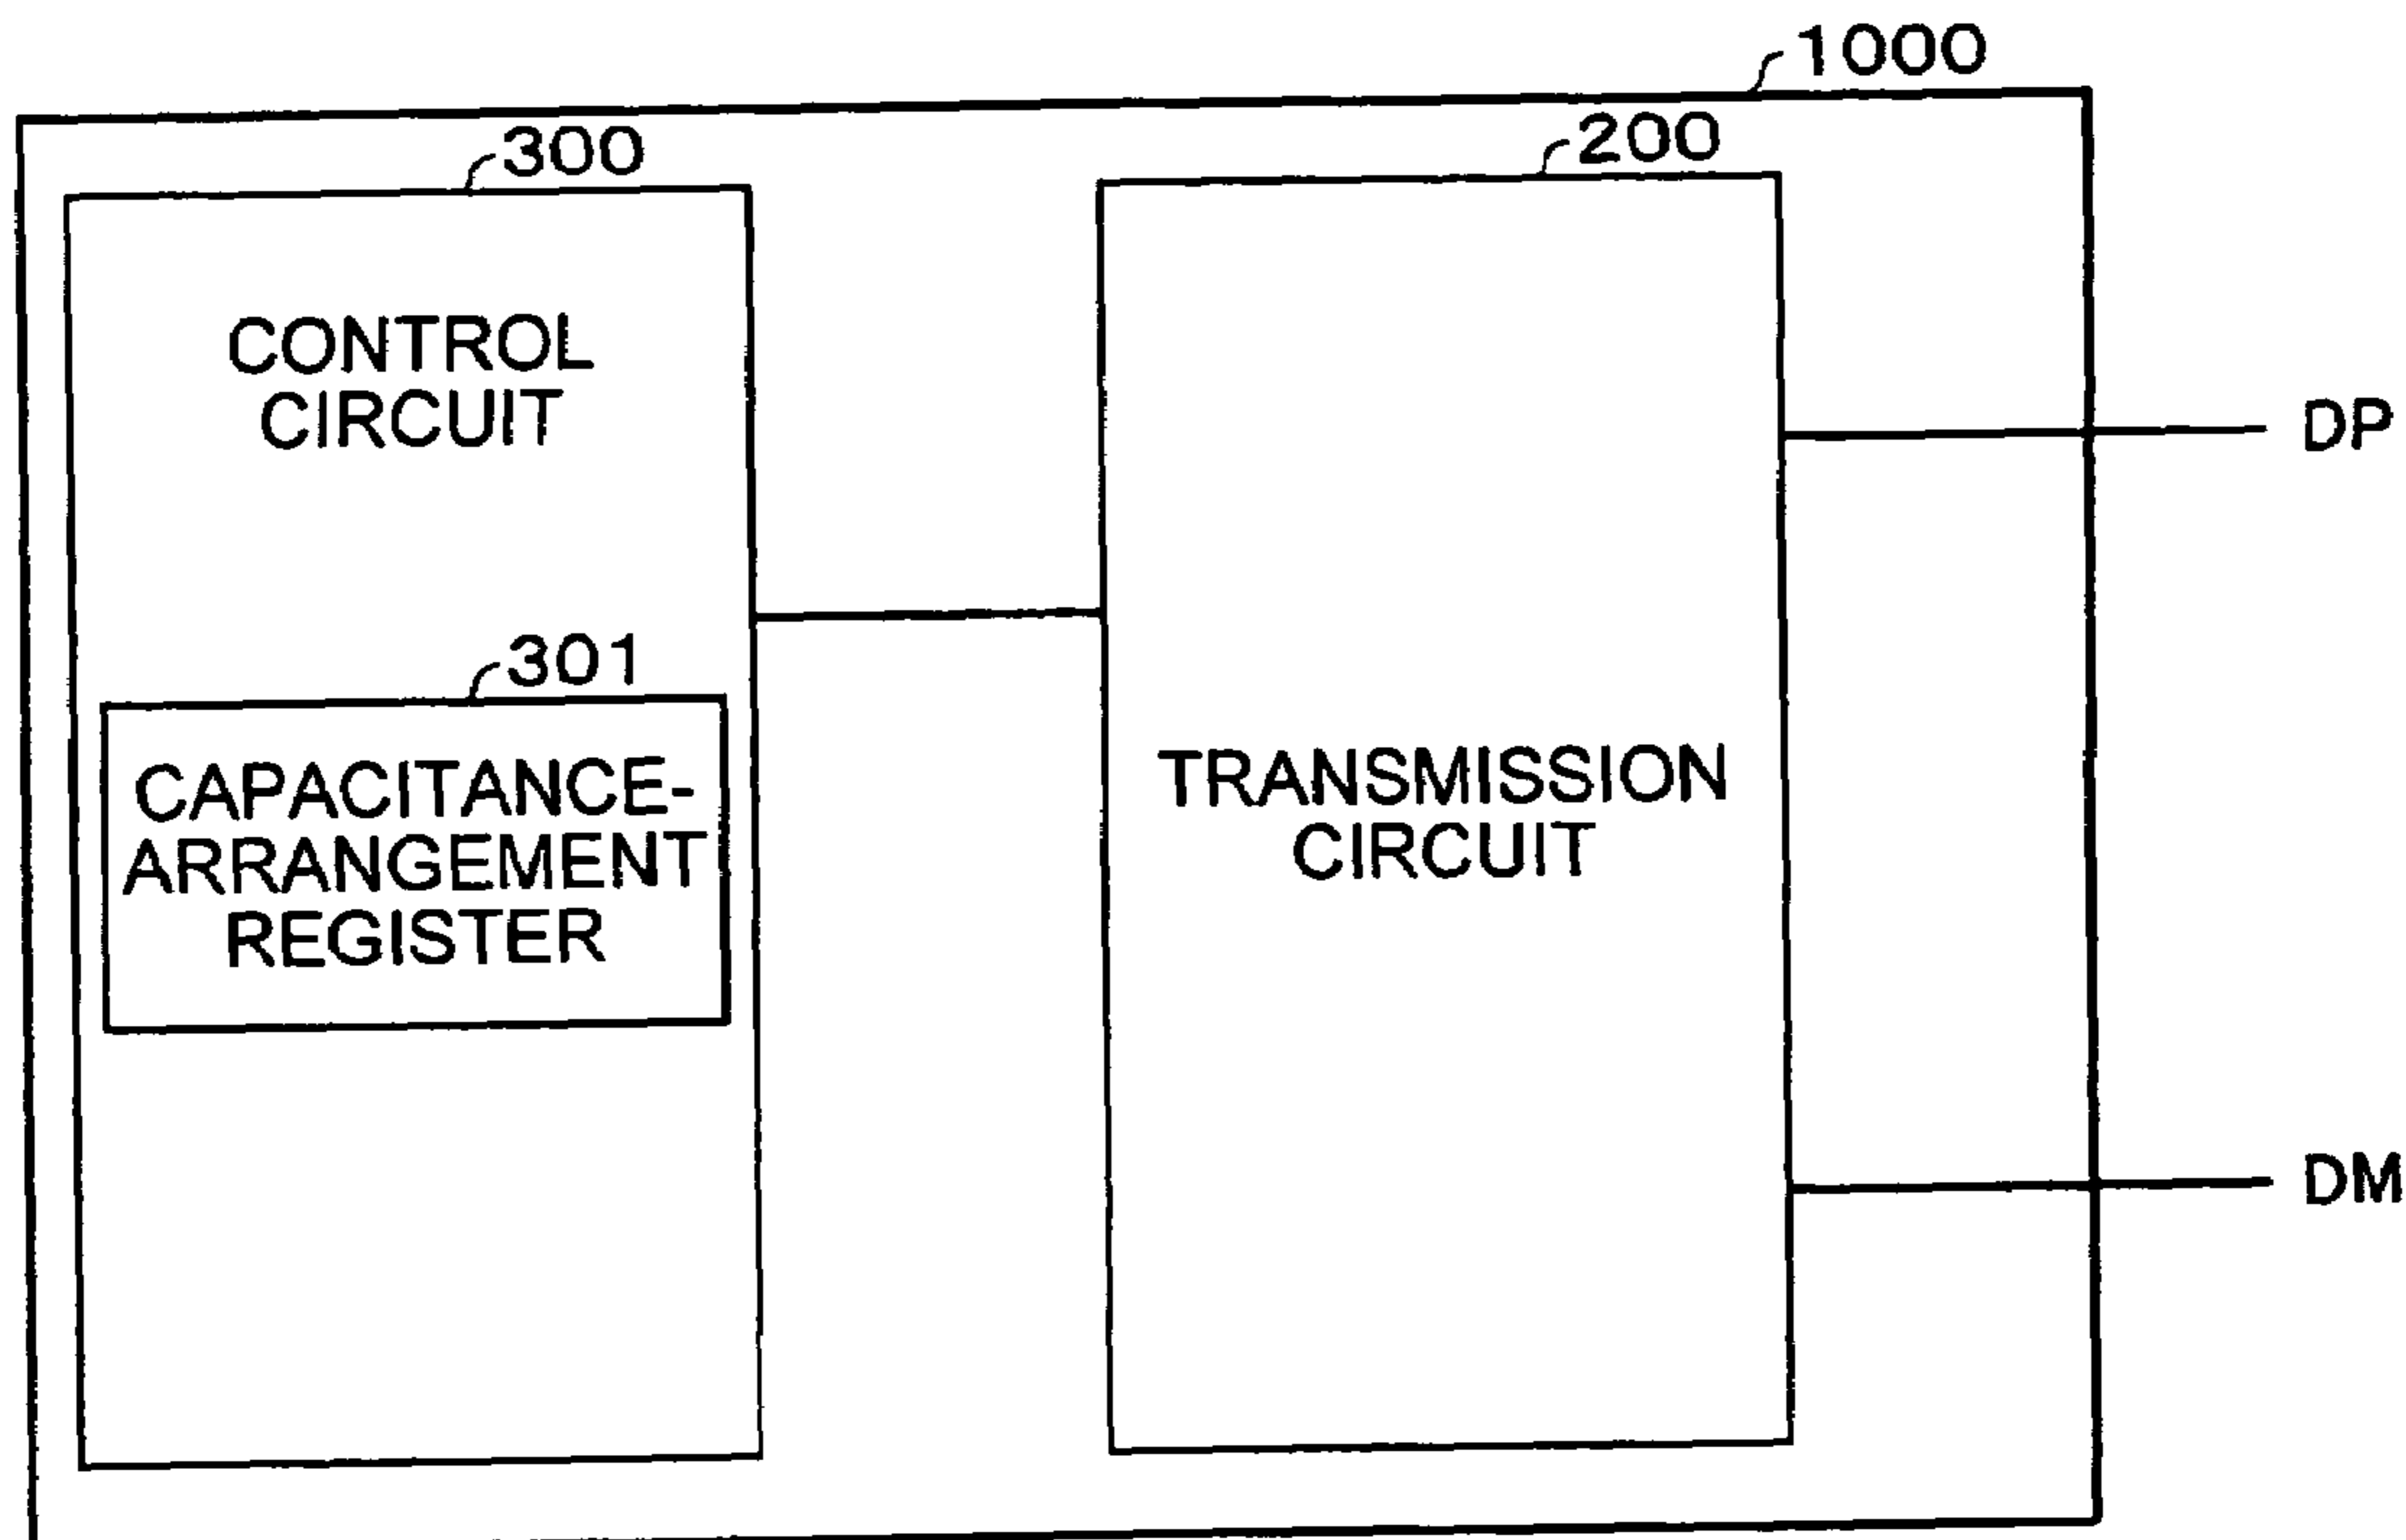 1000
300
200
CONTROL
CIRCUIT
DP
301
CAPACITANCE-
ARRANGEMENT
REGISTER
TRANSMISSION
CIRCUIT
DM